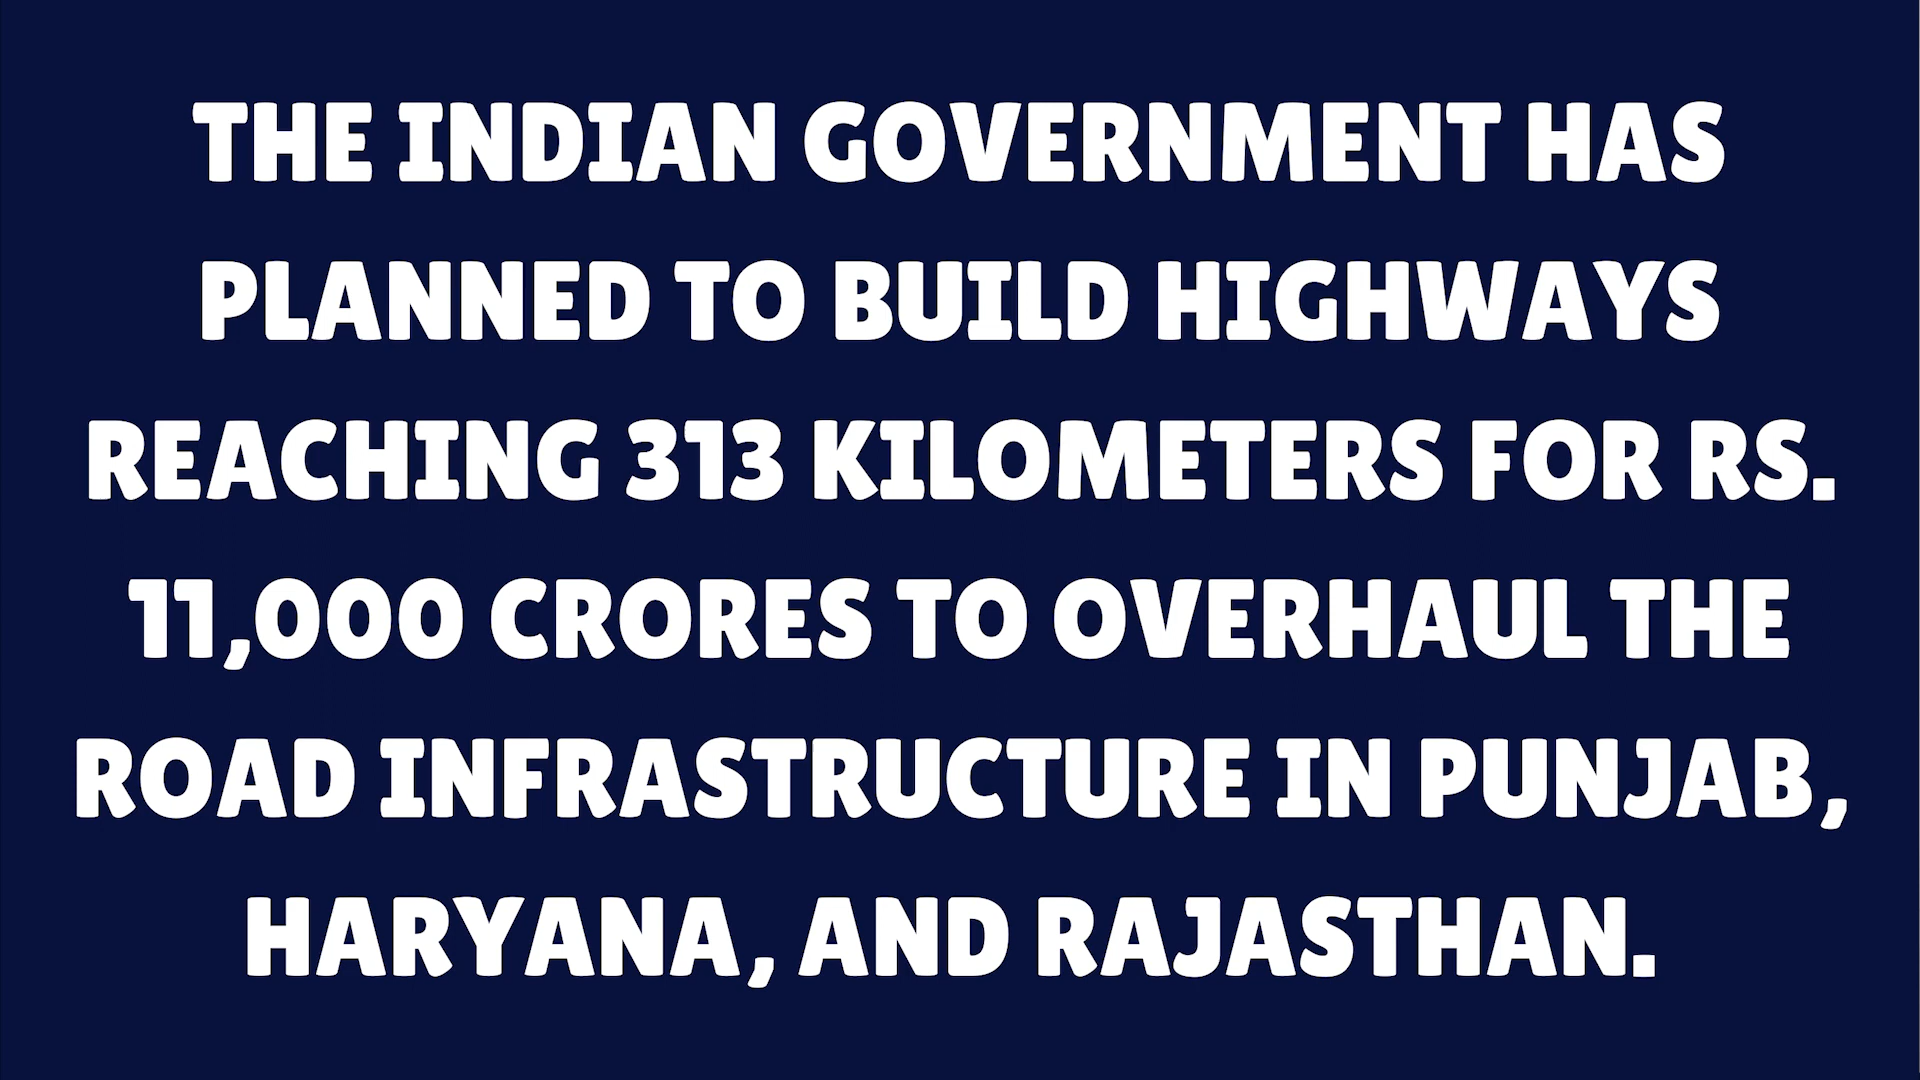 THE INDIAN GOVERNMENT HAS
PLANNED TO BUILD HIGHWAYS
REACHING 313 KILOMETERS FOR RS.
11,000 CRORES TO OVERHAUL THE
ROAD INFRASTRUCTURE IN PUNJAB,
HARYANA, AND RAJASTHAN.